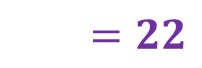 = 22